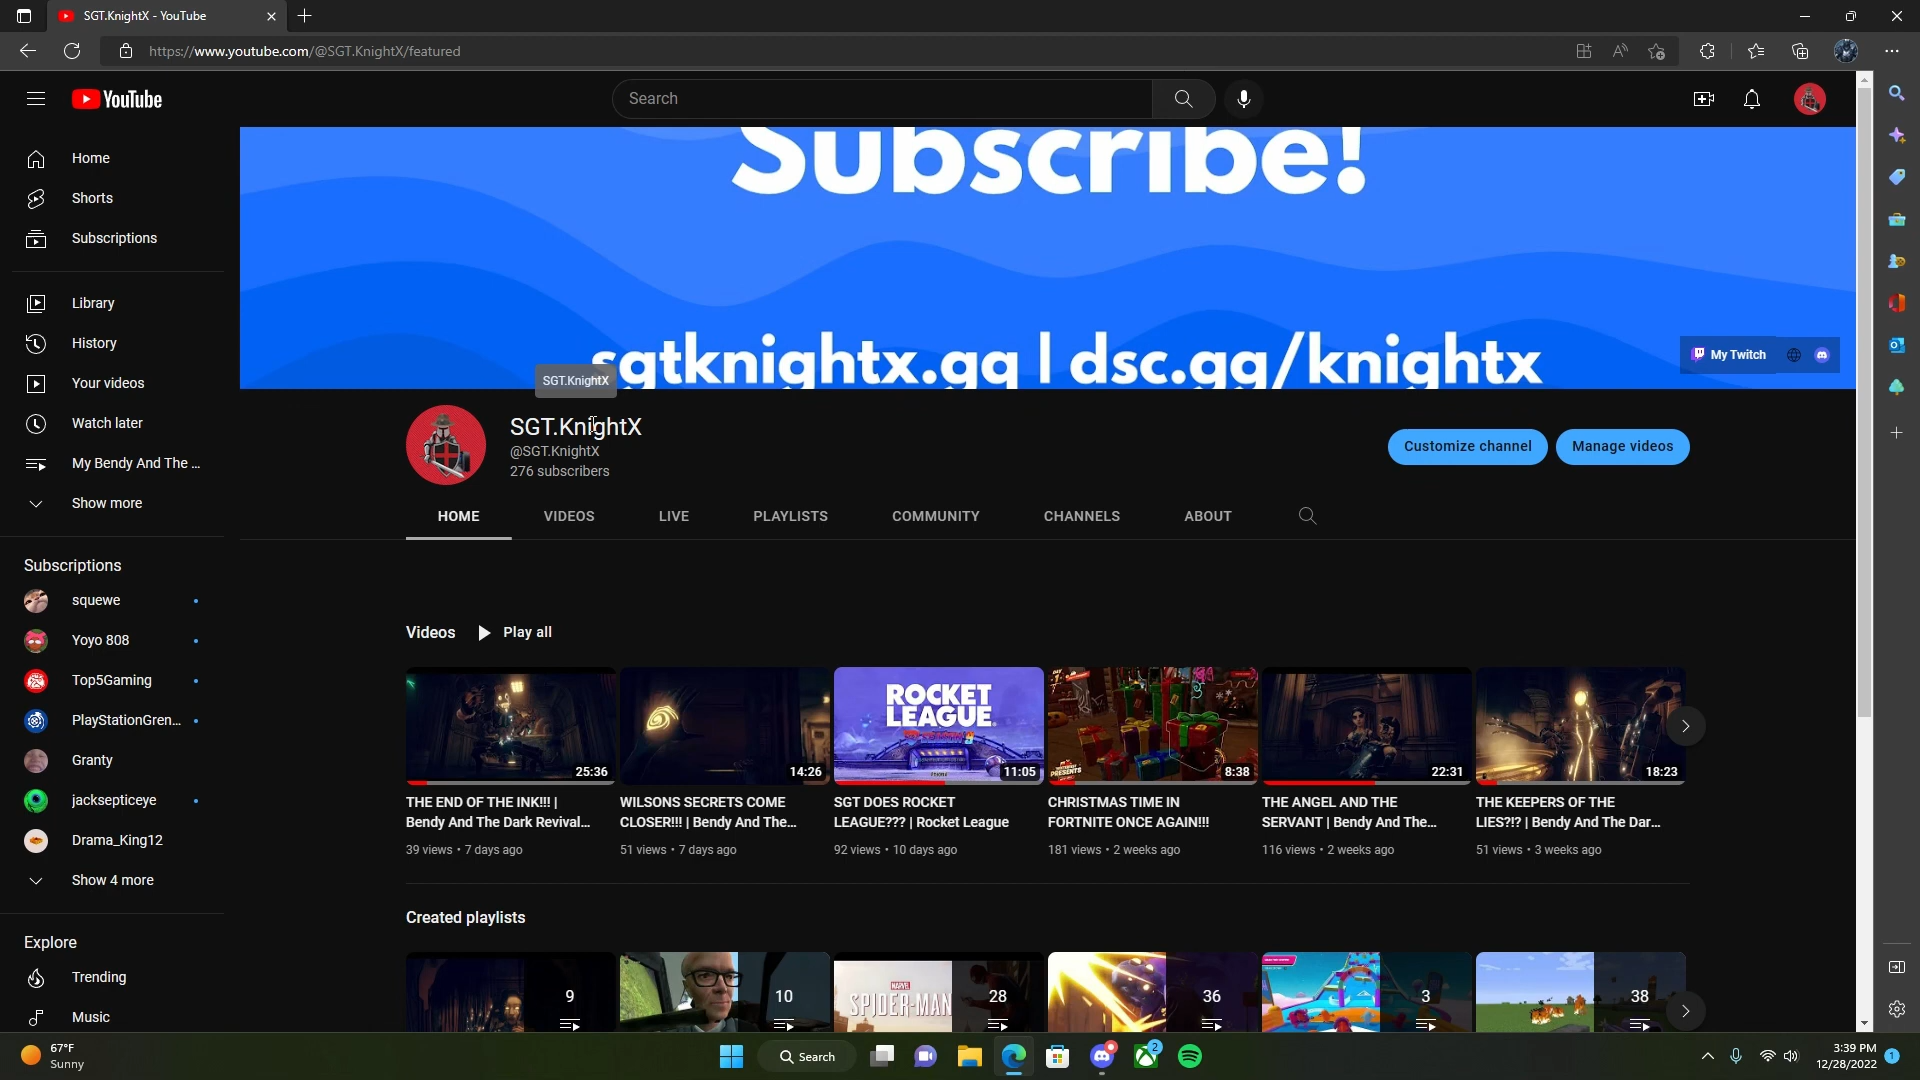 SGT.KnightX - YouTube
https://www.youtube.com/@SGT.KnightX/featured
YouTube
Search
Home
Shorts
Subscriptions
Library
History
Your videos
Watch later
My Bendy And The ...
Show more
Subscriptions
squewe
Yoyo 808
Top5Gaming
PlayStationGren...
Granty
jacksepticeye
Drama_King12
Show 4 more
Explore
Trending
Music
Subscribe!
sgtknightx.gg | dsc.gg/knightx
My Twitch
SGT.KnightX
SGT.KnightX
@SGT.KnightX
276 subscribers
Customize channel
Manage videos
HOME
VIDEOS
LIVE
PLAYLISTS
COMMUNITY
CHANNELS
ABOUT
Videos
Play all
25:36
THE END OF THE INK!!! |
Bendy And The Dark Revival...
39 views • 7 days ago
14:26
WILSONS SECRETS COME
CLOSER!!! | Bendy And The...
51 views • 7 days ago
ROCKET
LEAGUE
11:05
SGT DOES ROCKET
LEAGUE??? | Rocket League
92 views • 10 days ago
PRESENTS
8:38
CHRISTMAS TIME IN
FORTNITE ONCE AGAIN!!!
181 views • 2 weeks ago
22:31
THE ANGEL AND THE
SERVANT | Bendy And The...
116 views • 2 weeks ago
18:23
THE KEEPERS OF THE
LIES?!? | Bendy And The Dar...
51 views • 3 weeks ago
Created playlists
9
10
MARVEL
SPIDER-MAN
28
36
3
38
67°F
Sunny
Search
2
3:39 PM
12/28/2022
1